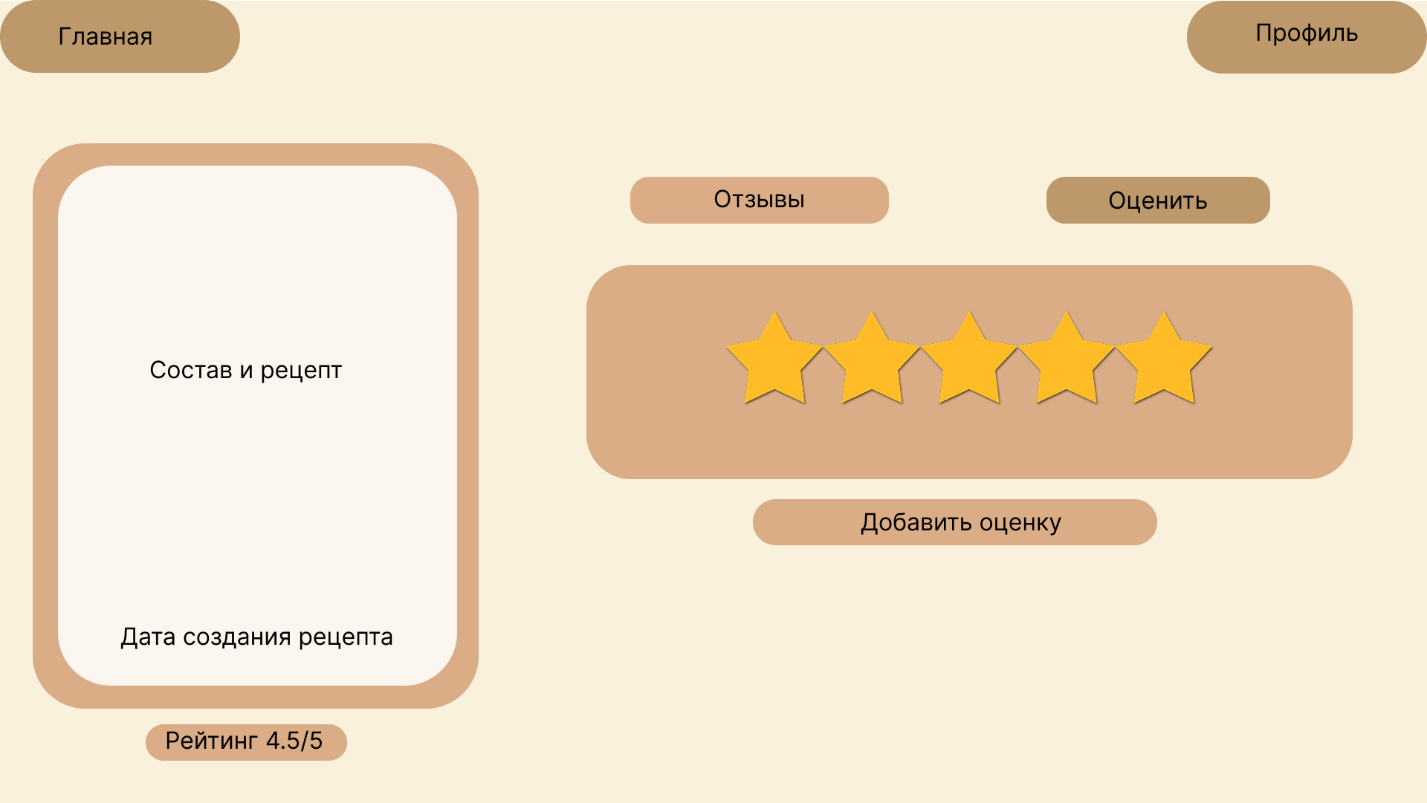 Главная
Профиль
Отзывы
Оценить
Состав и рецепт
Добавить оценку
Дата создания рецепта
Рейтинг 4.5/5